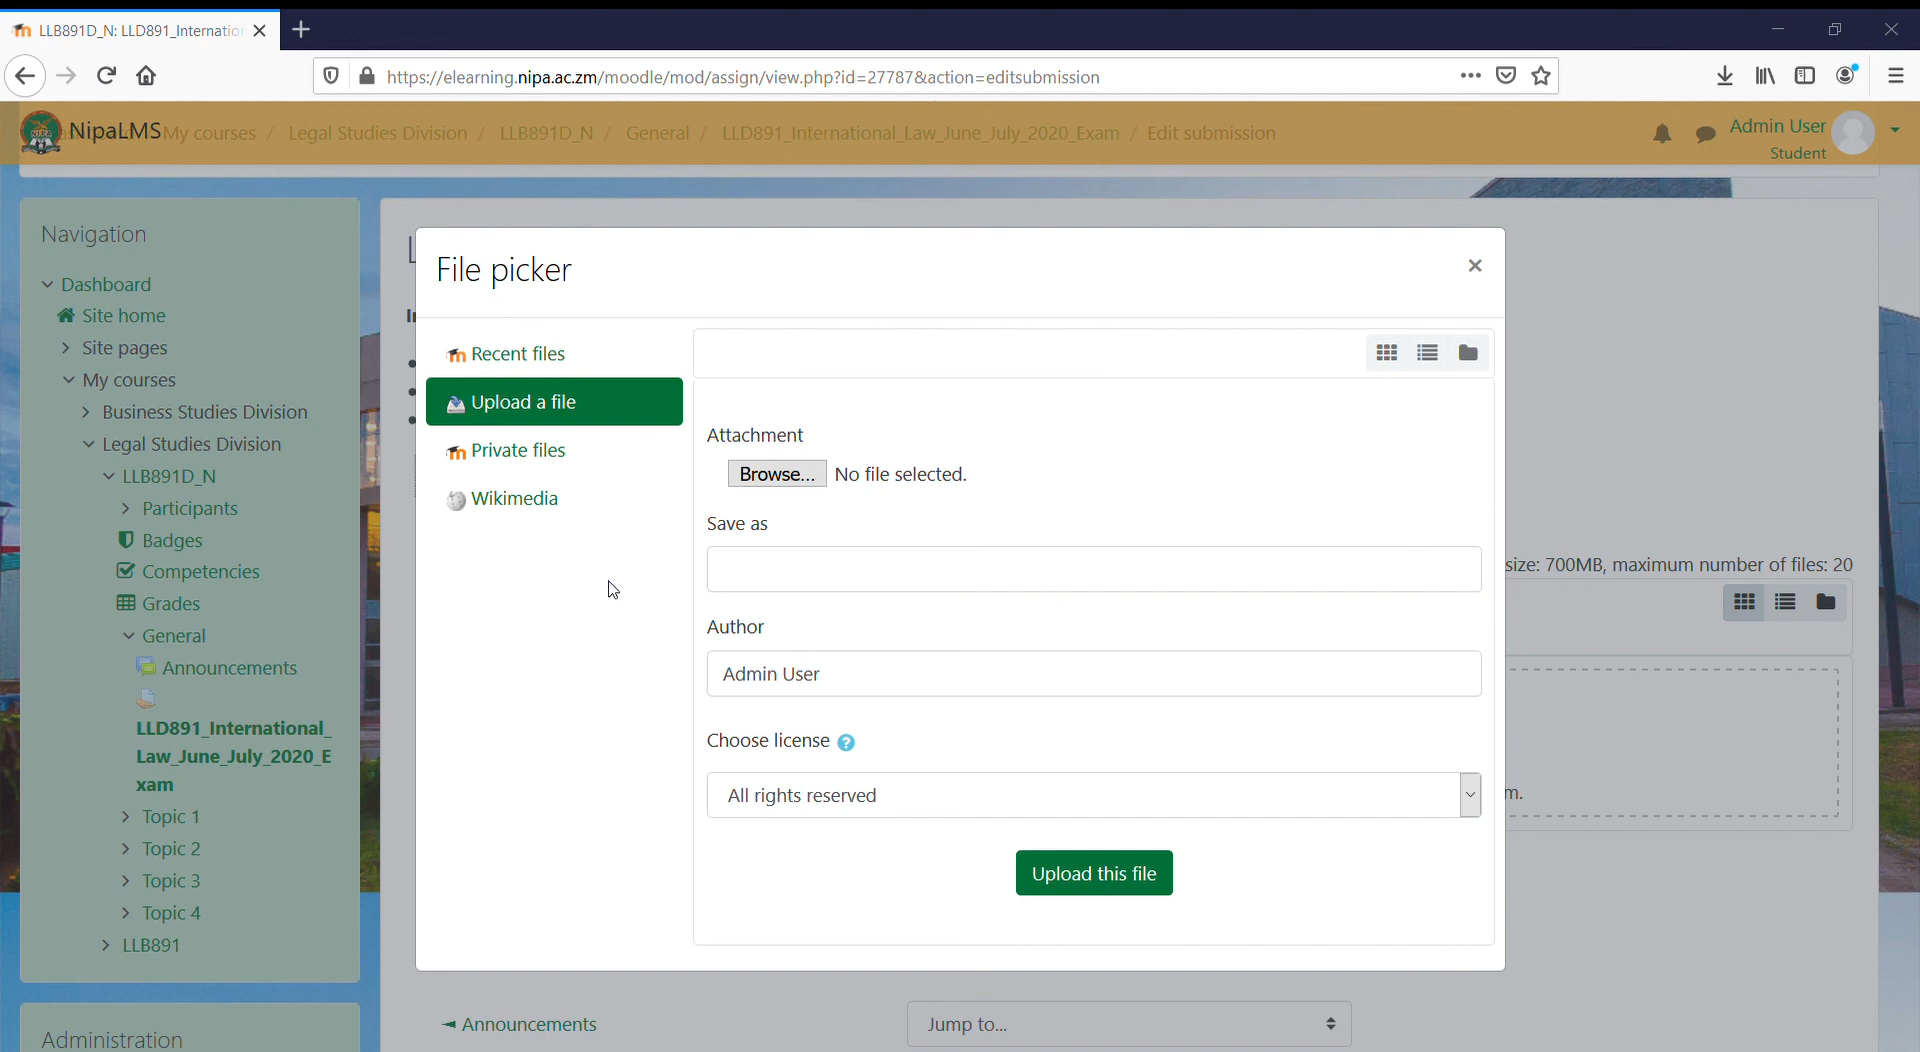 LLB891D_N: LLD891_Internatio
https://elearning.nipa.ac.zm/moodle/mod/assign/view.php?id=27787&action=editsubmission
NIPA
NipaLMS
My courses / Legal Studies Division / LLB891D_N / General / LLD891_International_Law_June_July_2020_Exam / Edit submission
Admin User
Student
Navigation
Dashboard
Site home
Site pages
My courses
Business Studies Division
Legal Studies Division
LLB891D_N
Participants
Badges
Competencies
Grades
General
Announcements
LLD891_International_
Law_June_July_2020_E
xam
Topic 1
Topic 2
Topic 3
Topic 4
LLB891
Administration
File picker
×
Recent files
Upload a file
Private files
Wikimedia
Attachment
Browse... No file selected.
Save as
Author
Admin User
Choose license ?
All rights reserved
Upload this file
size: 700MB, maximum number of files: 20
m.
◄ Announcements
Jump to...